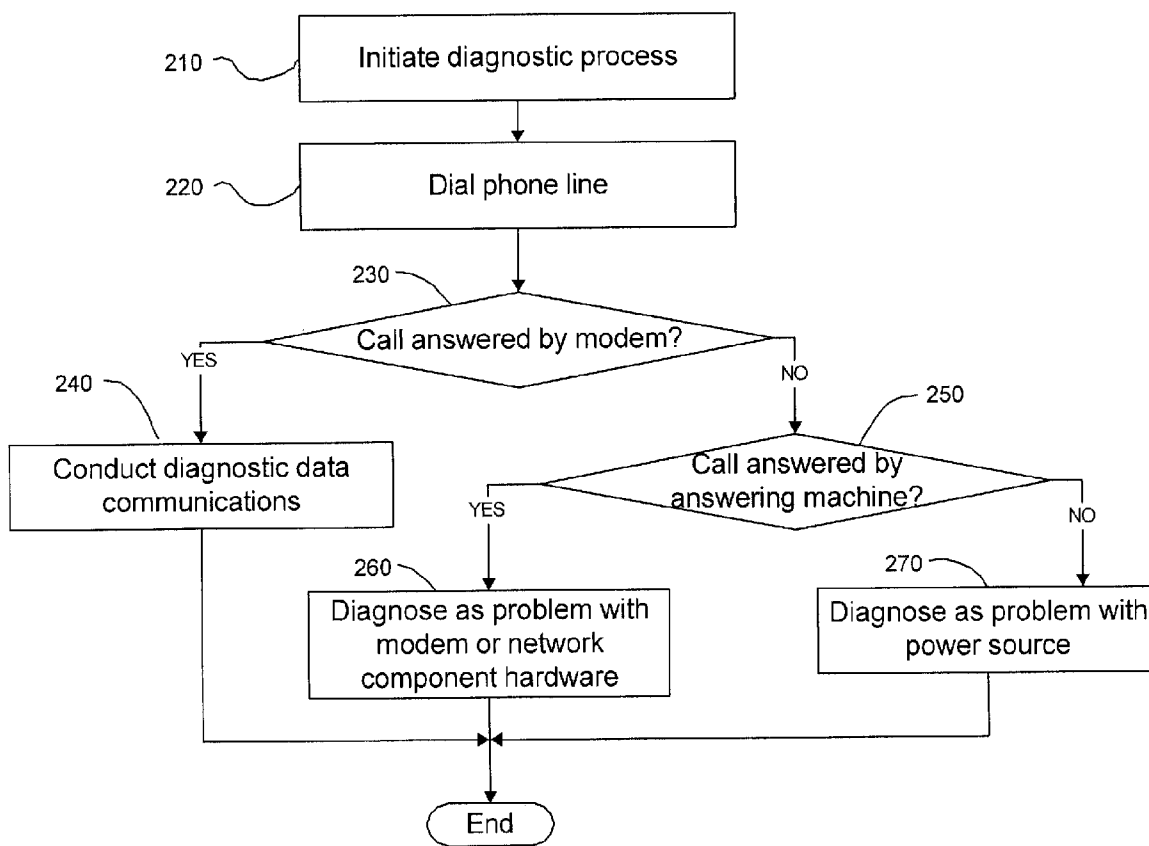 210
Initiate diagnostic process
220
Dial phone line
230
Call answered by modem?
YES
NO
240
Conduct diagnostic data
communications
250
Call answered by
answering machine?
YES
NO
260
Diagnose as problem with
modem or network
component hardware
270
Diagnose as problem with
power source
End